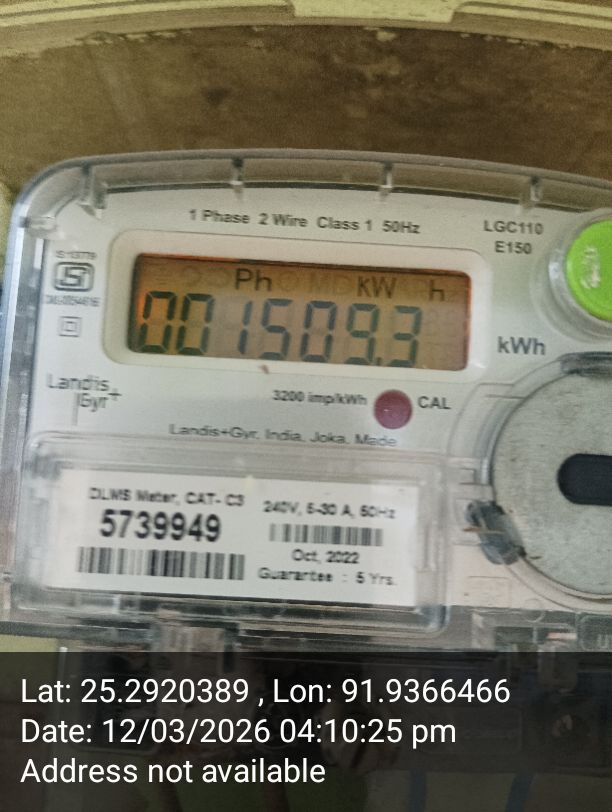 1 Phase 2 Wire Class 1 50Hz
LGC110
E150
IS 13779
Ph kW h
001509.3
kWh
Landis
Gyr+
3200 imp/kWh
CAL
Landis+Gyr, India, Joka, Made
DLMS Meter, CAT- C3
5739949
240V, 5-30 A, 50Hz
Oct, 2022
Guarantee : 5 Yrs.
Lat: 25.2920389 , Lon: 91.9366466
Date: 12/03/2026 04:10:25 pm
Address not available